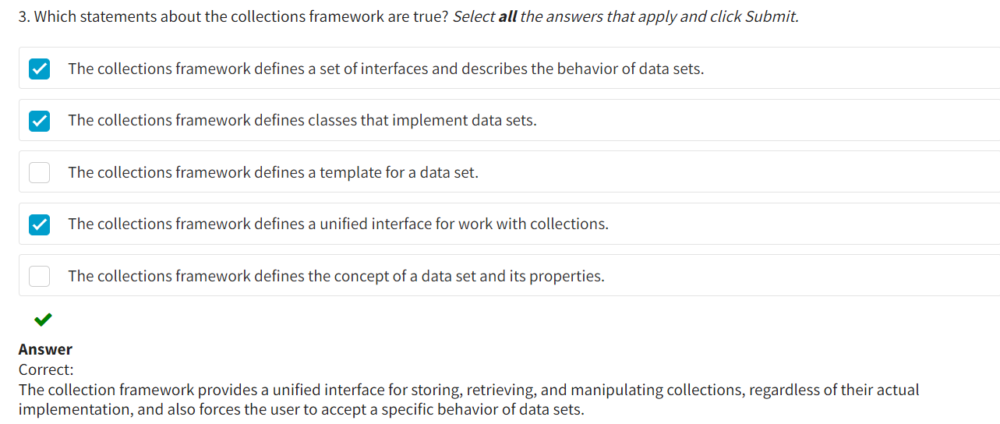 3. Which statements about the collections framework are true? Select all the answers that apply and click Submit.
The collections framework defines a set of interfaces and describes the behavior of data sets.
The collections framework defines classes that implement data sets.
The collections framework defines a template for a data set.
The collections framework defines a unified interface for work with collections.
The collections framework defines the concept of a data set and its properties.
Answer
Correct:
The collection framework provides a unified interface for storing, retrieving, and manipulating collections, regardless of their actual
implementation, and also forces the user to accept a specific behavior of data sets.